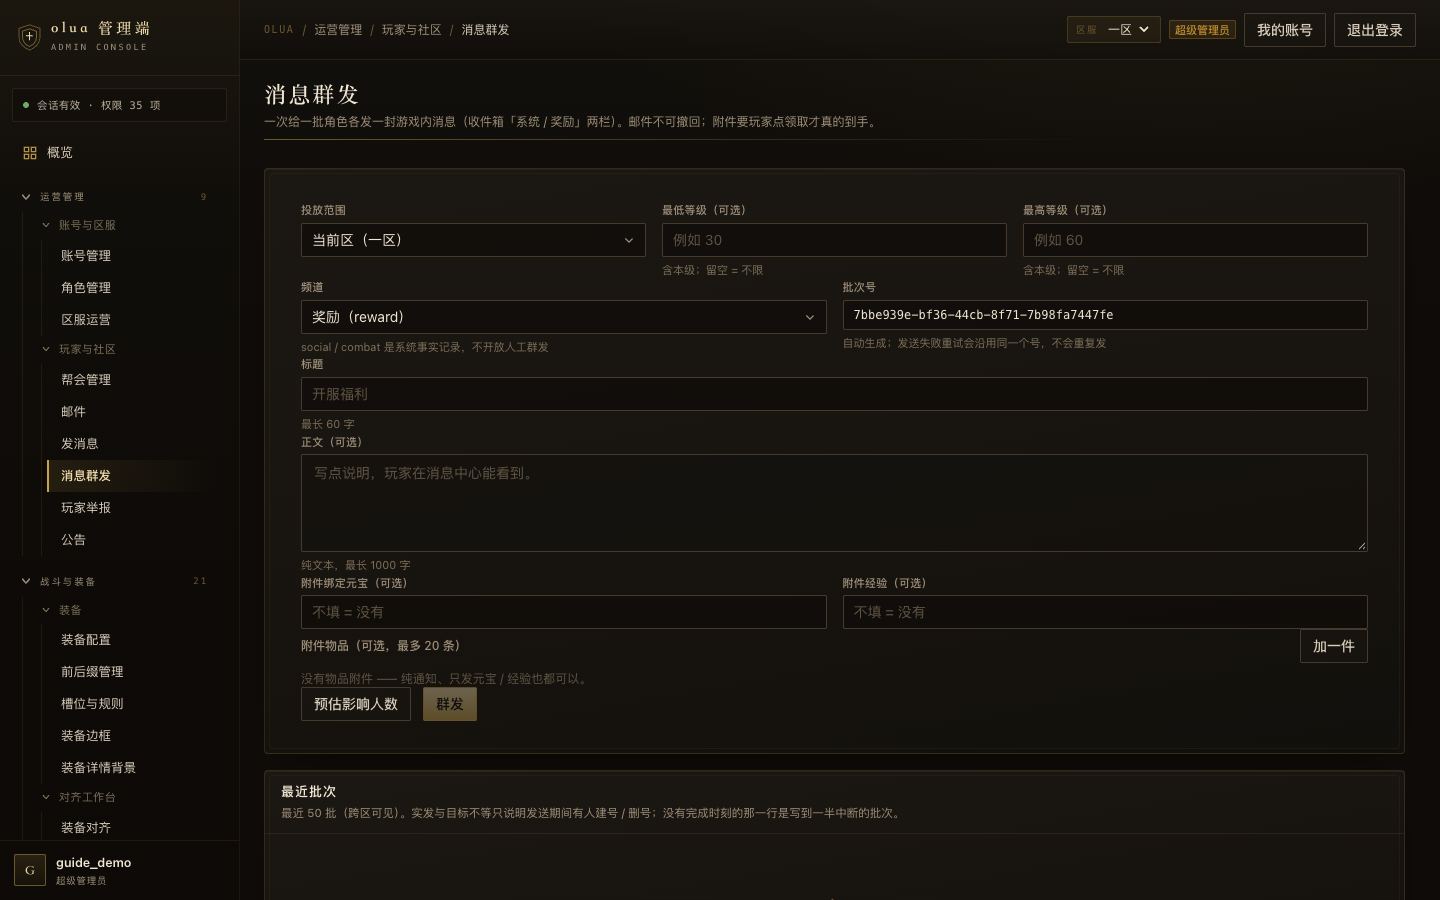 olua 管理端
ADMIN CONSOLE
OLUA / 运营管理 / 玩家与社区 / 消息群发
区服 一区
超级管理员
我的账号
退出登录
会话有效 · 权限 35 项
概览
运营管理 9
账号与区服
账号管理
角色管理
区服运营
玩家与社区
帮会管理
邮件
发消息
消息群发
玩家举报
公告
战斗与装备 21
装备
装备配置
前后缀管理
槽位与规则
装备边框
装备详情背景
对齐工作台
装备对齐
G
guide_demo
超级管理员
消息群发
一次给一批角色各发一封游戏内消息（收件箱「系统 / 奖励」两栏）。邮件不可撤回；附件要玩家点领取才真的到手。
投放范围
当前区（一区）
最低等级（可选）
例如 30
含本级；留空 = 不限
最高等级（可选）
例如 60
含本级；留空 = 不限
频道
奖励（reward）
social / combat 是系统事实记录，不开放人工群发
批次号
7bbe939e-bf36-44cb-8f71-7b98fa7447fe
自动生成；发送失败重试会沿用同一个号，不会重复发
标题
开服福利
最长 60 字
正文（可选）
写点说明，玩家在消息中心能看到。
纯文本，最长 1000 字
附件绑定元宝（可选）
不填 = 没有
附件经验（可选）
不填 = 没有
附件物品（可选，最多 20 条）
加一件
没有物品附件 —— 纯通知、只发元宝 / 经验也都可以。
预估影响人数
群发
最近批次
最近 50 批（跨区可见）。实发与目标不等只说明发送期间有人建号 / 删号；没有完成时刻的那一行是写到一半中断的批次。